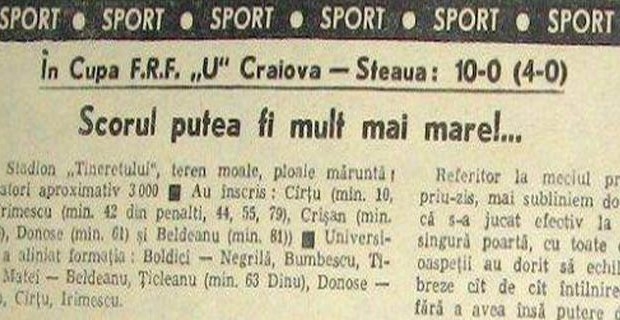 SPORT ● SPORT ● SPORT ● SPORT ● SPORT ● SPORT
În Cupa F.R.F. „U“ Craiova — Steaua: 10-0 (4-0)
Scorul putea fi mult mai mare!...
Stadion „Tineretului“, teren moale, ploaie măruntă;
atori aproximativ 3 000 ■ Au înscris: Cîrțu (min. 10,
rimescu (min. 42 din penalti, 44, 55, 79), Crișan (min.
), Donose (min. 61) și Beldeanu (min. 81)) ■ Universi-
a aliniat formația: Boldici — Negrilă, Bumbescu, Ti-
Matei — Beldeanu, Țicleanu (min. 63 Dinu), Donose —
), Cîrțu, Irimescu.
Referitor la meciul pr
priu-zis, mai subliniem do
că s-a jucat efectiv la
singură poartă, cu toate
oaspeții au dorit să echil
breze cît de cît întîlnire
fără a avea însă putere d